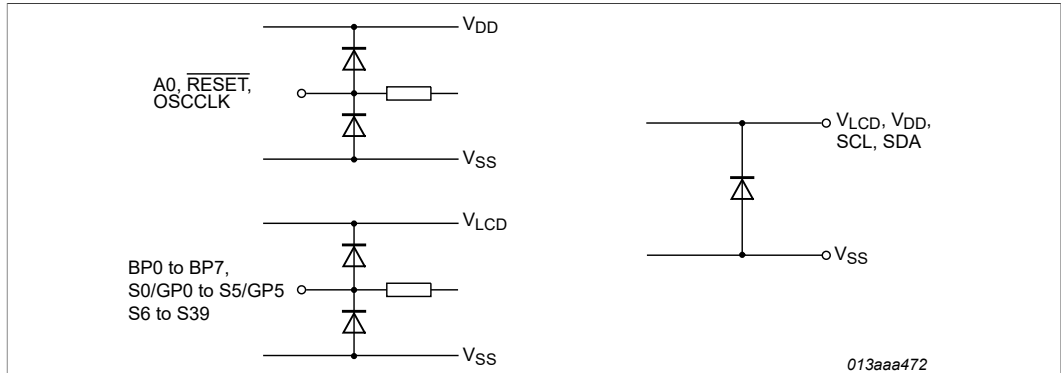 VDD
A0, RESET,
OSCCLK
VSS
VLCD
BP0 to BP7,
S0/GP0 to S5/GP5
S6 to S39
VSS
VLCD, VDD,
SCL, SDA
VSS
013aaa472